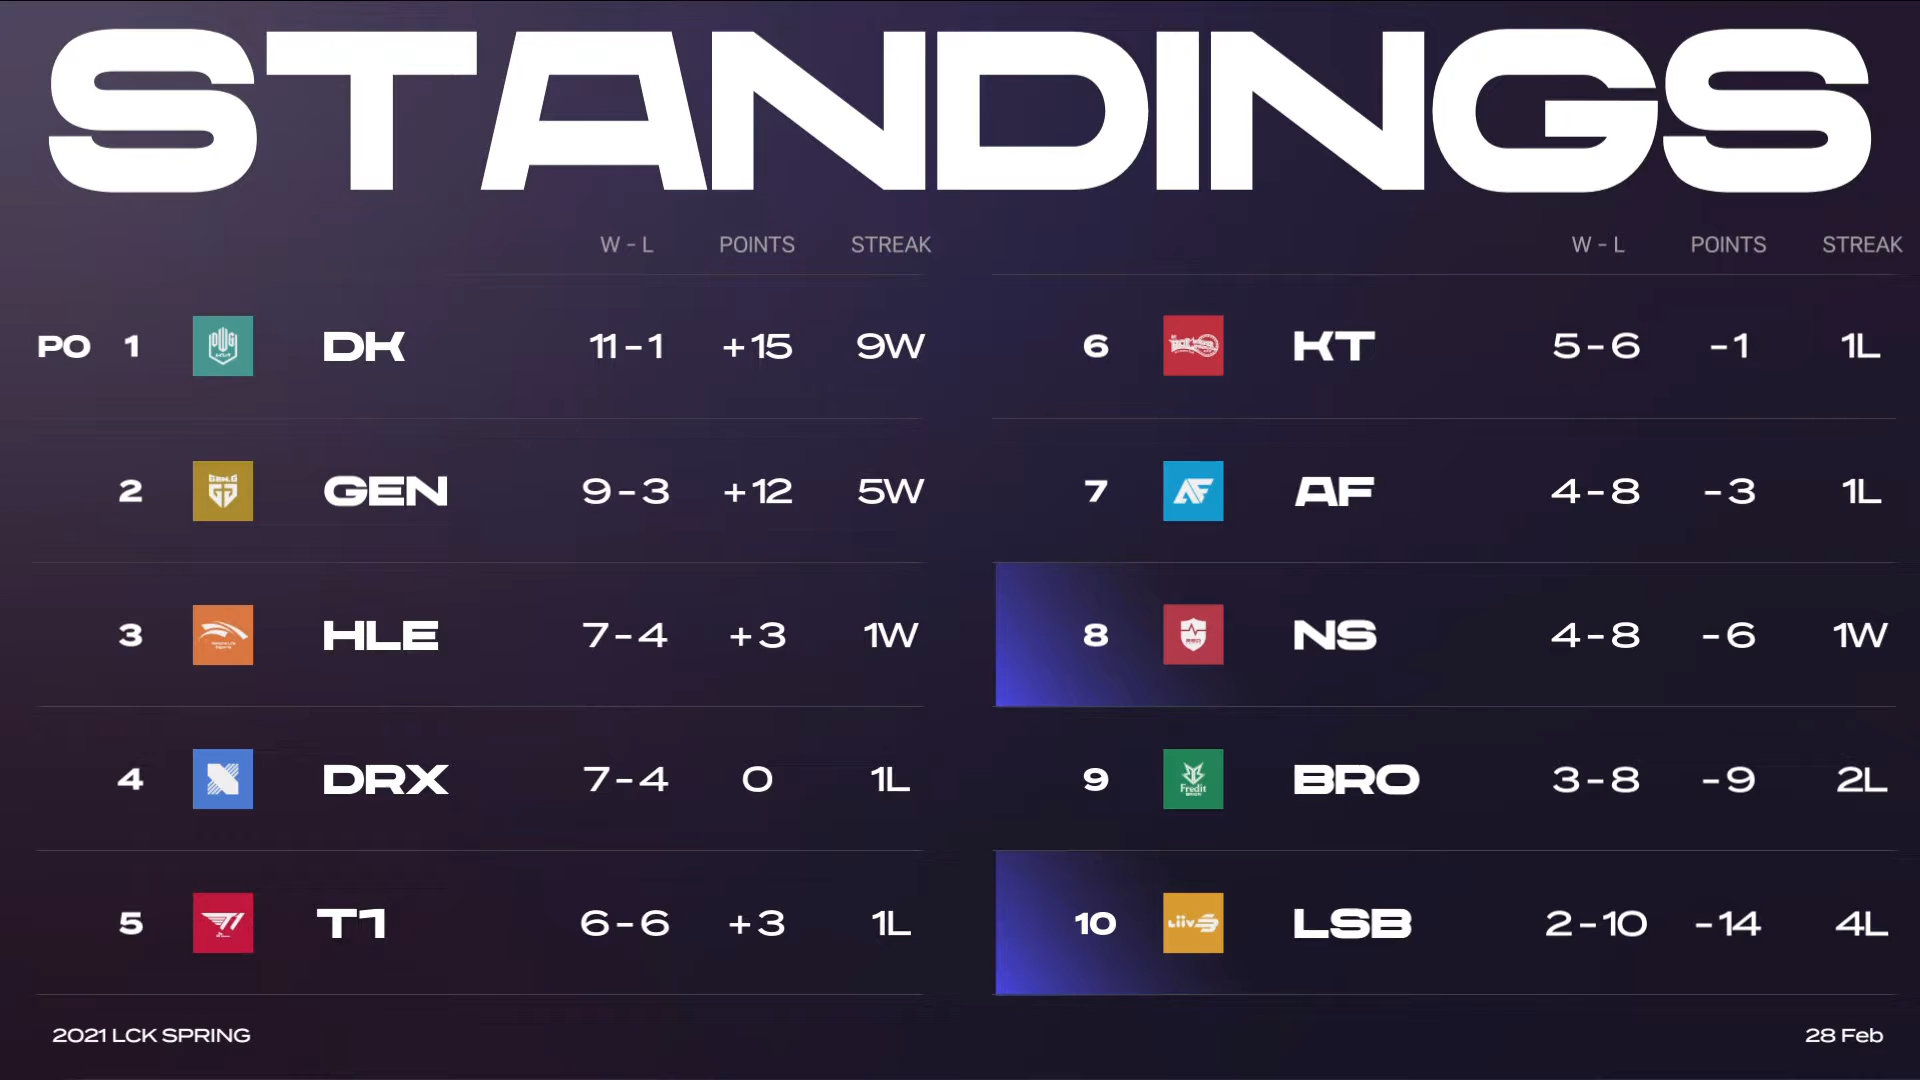 STANDINGS
W - L POINTS STREAK
PO 1 DK 11-1 +15 9W
2 GEN 9-3 +12 5W
3 HLE 7-4 +3 1W
4 DRX 7-4 0 1L
5 T1 6-6 +3 1L
W - L POINTS STREAK
6 KT 5-6 -1 1L
7 AF 4-8 -3 1L
8 NS 4-8 -6 1W
9 Fredit BRO 3-8 -9 2L
10 Liiv LSB 2-10 -14 4L
2021 LCK SPRING
28 Feb